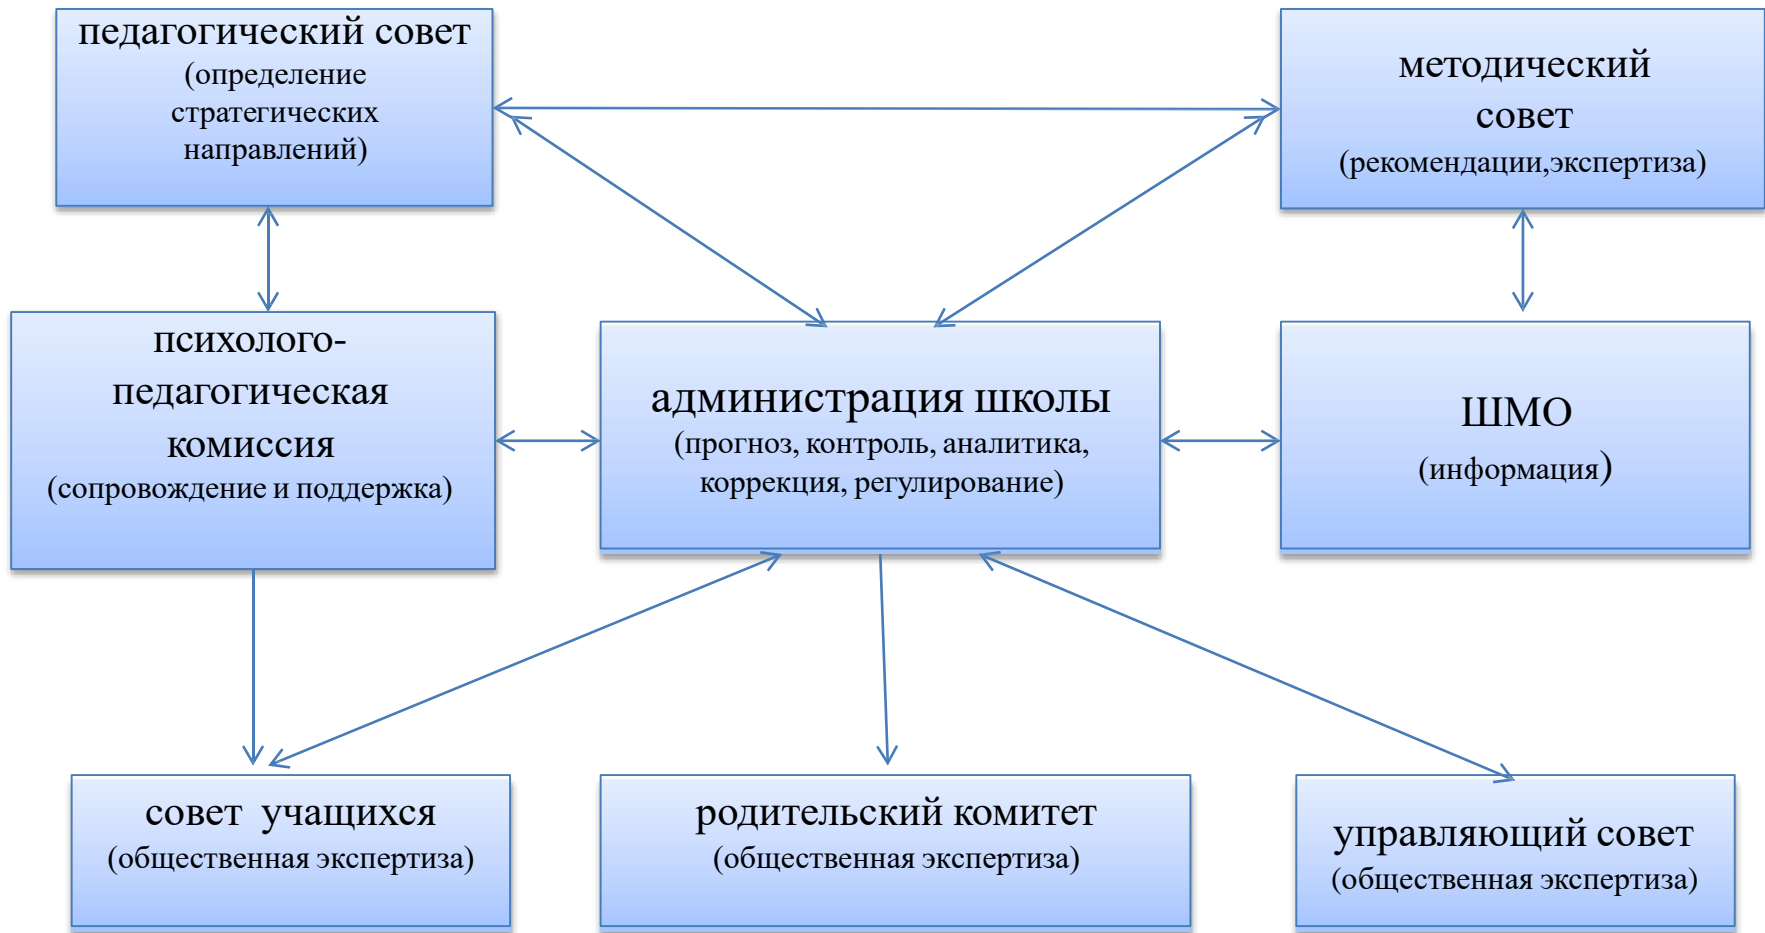 педагогический совет
(определение
стратегических
направлений)
методический
совет
(рекомендации,экспертиза)
психолого-
педагогическая
комиссия
(сопровождение и поддержка)
администрация школы
(прогноз, контроль, аналитика,
коррекция, регулирование)
ШМО
(информация)
совет учащихся
(общественная экспертиза)
родительский комитет
(общественная экспертиза)
управляющий совет
(общественная экспертиза)